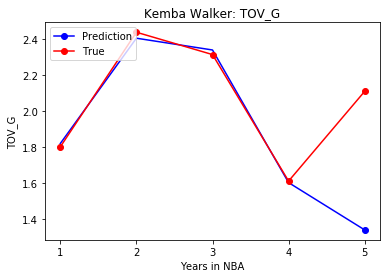 Kemba Walker: TOV_G
Prediction
True
TOV_G
2.4
2.2
2.0
1.8
1.6
1.4
1
2
3
4
5
Years in NBA